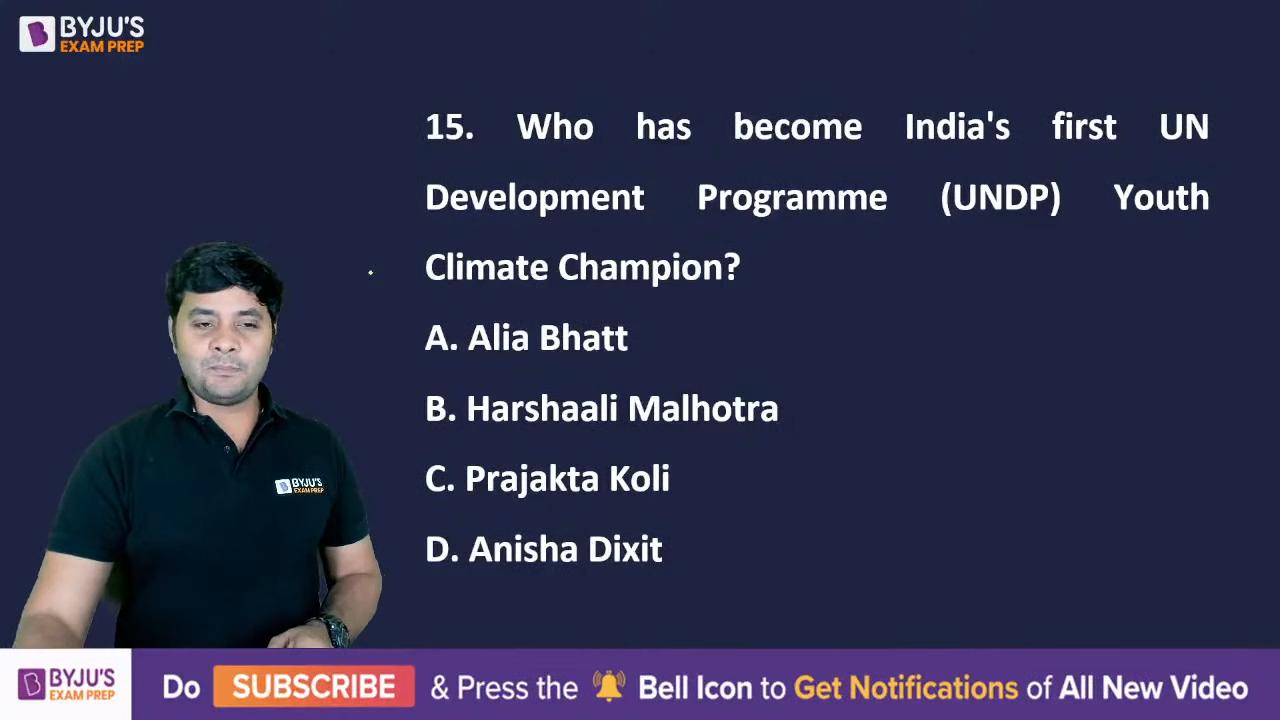 BYJU'S
EXAM PREP
15. Who has become India's first UN
Development Programme (UNDP) Youth
Climate Champion?
A. Alia Bhatt
B. Harshaali Malhotra
C. Prajakta Koli
D. Anisha Dixit
BYJU'S
EXAM PREP
BYJU'S
EXAM PREP
Do SUBSCRIBE & Press the Bell Icon to Get Notifications of All New Video